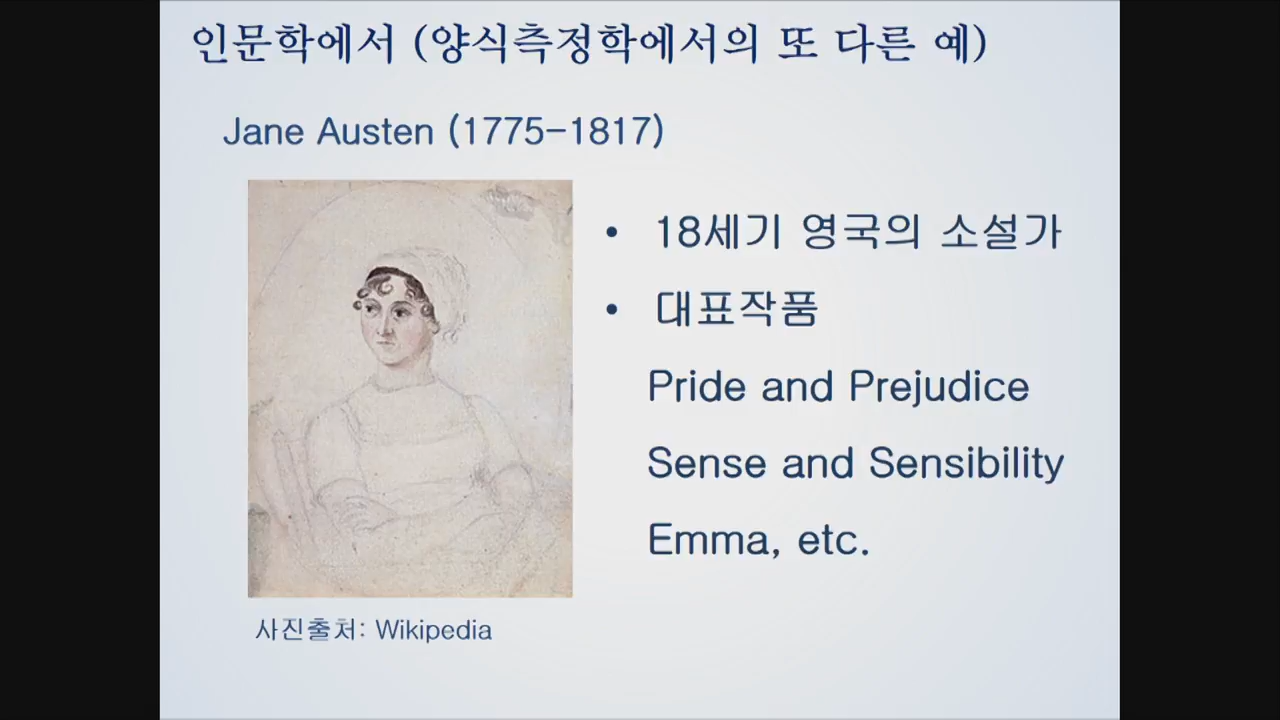 인문학에서 (양식측정학에서의 또 다른 예)
Jane Austen (1775-1817)
• 18세기 영국의 소설가
• 대표작품
Pride and Prejudice
Sense and Sensibility
Emma, etc.
사진출처: Wikipedia